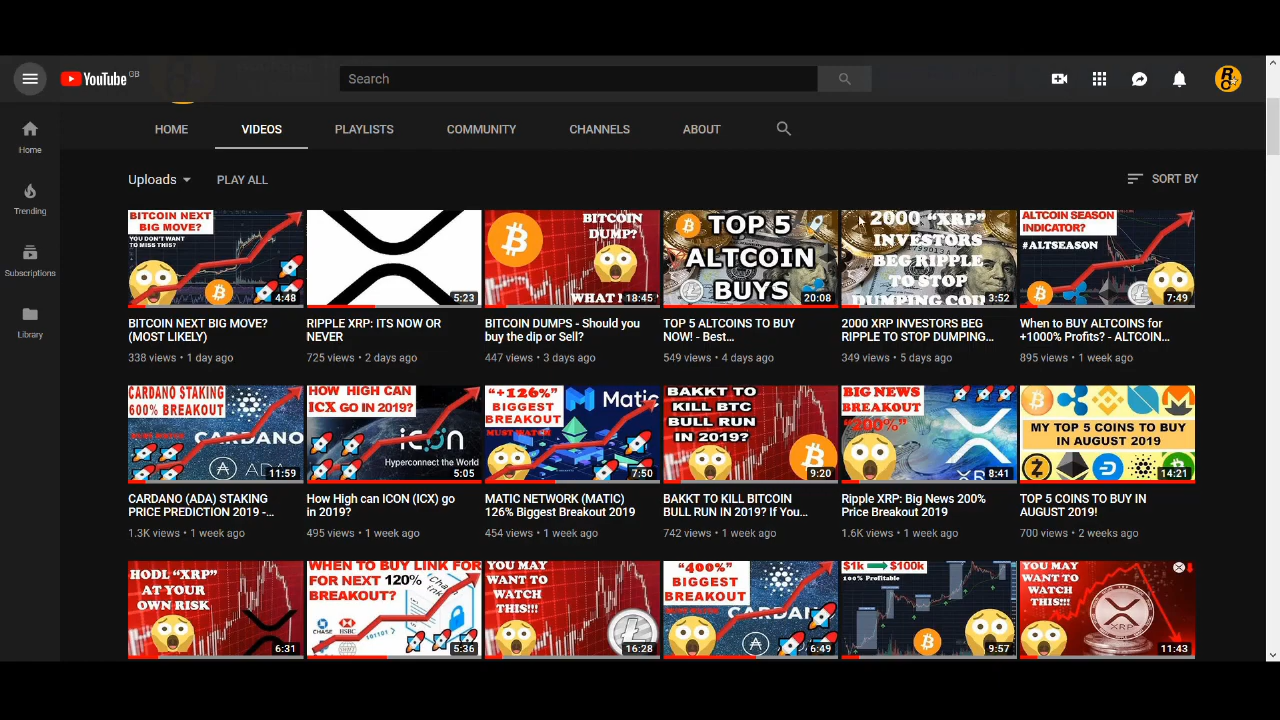 YouTube GB
Search
HOME
VIDEOS
PLAYLISTS
COMMUNITY
CHANNELS
ABOUT
Home
Trending
Subscriptions
Library
Uploads
PLAY ALL
SORT BY
BITCOIN NEXT
BIG MOVE?
YOU DON'T WANT
TO MISS THIS?
4:48
5:23
BITCOIN
DUMP?
18:45
TOP 5
ALTCOIN
BUYS
20:08
2000 "XRP"
INVESTORS
BEG RIPPLE
TO STOP
DUMPING
3:52
ALTCOIN SEASON
INDICATOR?
#ALTSEASON
7:49
BITCOIN NEXT BIG MOVE?
(MOST LIKELY)
338 views • 1 day ago
RIPPLE XRP: ITS NOW OR
NEVER
725 views • 2 days ago
BITCOIN DUMPS - Should you
buy the dip or Sell?
447 views • 3 days ago
TOP 5 ALTCOINS TO BUY
NOW! - Best...
549 views • 4 days ago
2000 XRP INVESTORS BEG
RIPPLE TO STOP DUMPING...
349 views • 5 days ago
When to BUY ALTCOINS for
+1000% Profits? - ALTCOIN...
895 views • 1 week ago
CARDANO STAKING
600% BREAKOUT
CARDANO
ADA
11:59
HOW HIGH CAN
ICX GO IN 2019?
icon
Hyperconnect the World
5:05
"+126%"
BIGGEST
BREAKOUT
MUST WATCH
Matic
7:50
BAKKT TO
KILL BTC
BULL RUN
IN 2019?
9:20
BIG NEWS
BREAKOUT
"200%"
8:41
MY TOP 5 COINS TO BUY
IN AUGUST 2019
14:21
CARDANO (ADA) STAKING
PRICE PREDICTION 2019 -...
1.3K views • 1 week ago
How High can ICON (ICX) go
in 2019?
495 views • 1 week ago
MATIC NETWORK (MATIC)
126% Biggest Breakout 2019
454 views • 1 week ago
BAKKT TO KILL BITCOIN
BULL RUN IN 2019? If You...
742 views • 1 week ago
Ripple XRP: Big News 200%
Price Breakout 2019
1.6K views • 1 week ago
TOP 5 COINS TO BUY IN
AUGUST 2019!
700 views • 2 weeks ago
HODL "XRP"
AT YOUR
OWN RISK
6:31
WHEN TO BUY LINK FOR
FOR NEXT 120%
BREAKOUT?
CHASE
HSBC
5:36
YOU MAY
WANT TO
WATCH
THIS!!!
16:28
"400%"
BIGGEST
BREAKOUT
CARDANO
ADA
6:49
$1k
$100k
100% Profitable
9:57
YOU MAY
WANT TO
WATCH
THIS!!!
XRP
11:43